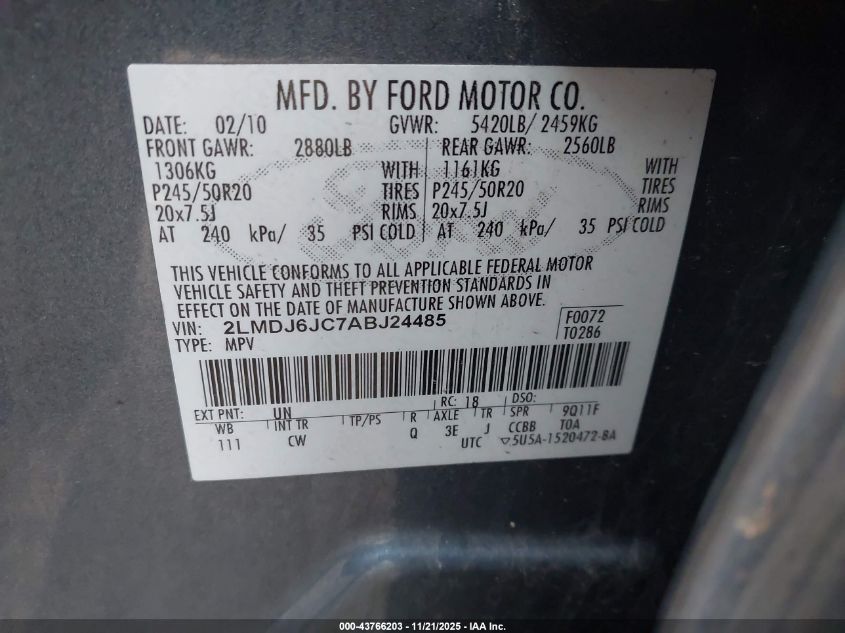 MFD. BY FORD MOTOR CO.
DATE: 02/10 GVWR: 5420LB/ 2459KG
FRONT GAWR: 2880LB REAR GAWR: 2560LB
1306KG WITH 1161KG WITH
P245/50R20 TIRES P245/50R20 TIRES
20x7.5J RIMS 20x7.5J RIMS
AT 240 kPa/ 35 PSI COLD AT 240 kPa/ 35 PSI COLD
THIS VEHICLE CONFORMS TO ALL APPLICABLE FEDERAL MOTOR
VEHICLE SAFETY AND THEFT PREVENTION STANDARDS IN
EFFECT ON THE DATE OF MANUFACTURE SHOWN ABOVE.
VIN: 2LMDJ6JC7ABJ24485 F0072
TYPE: MPV T0286
EXT PNT: UN RC: 18 DSO:
WB INT TR TP/PS R AXLE TR SPR 9Q11F
111 CW Q 3E J CCBB TOA
UTC ▽5U5A-1520472-BA
000-43766203 - 11/21/2025 - IAA Inc.